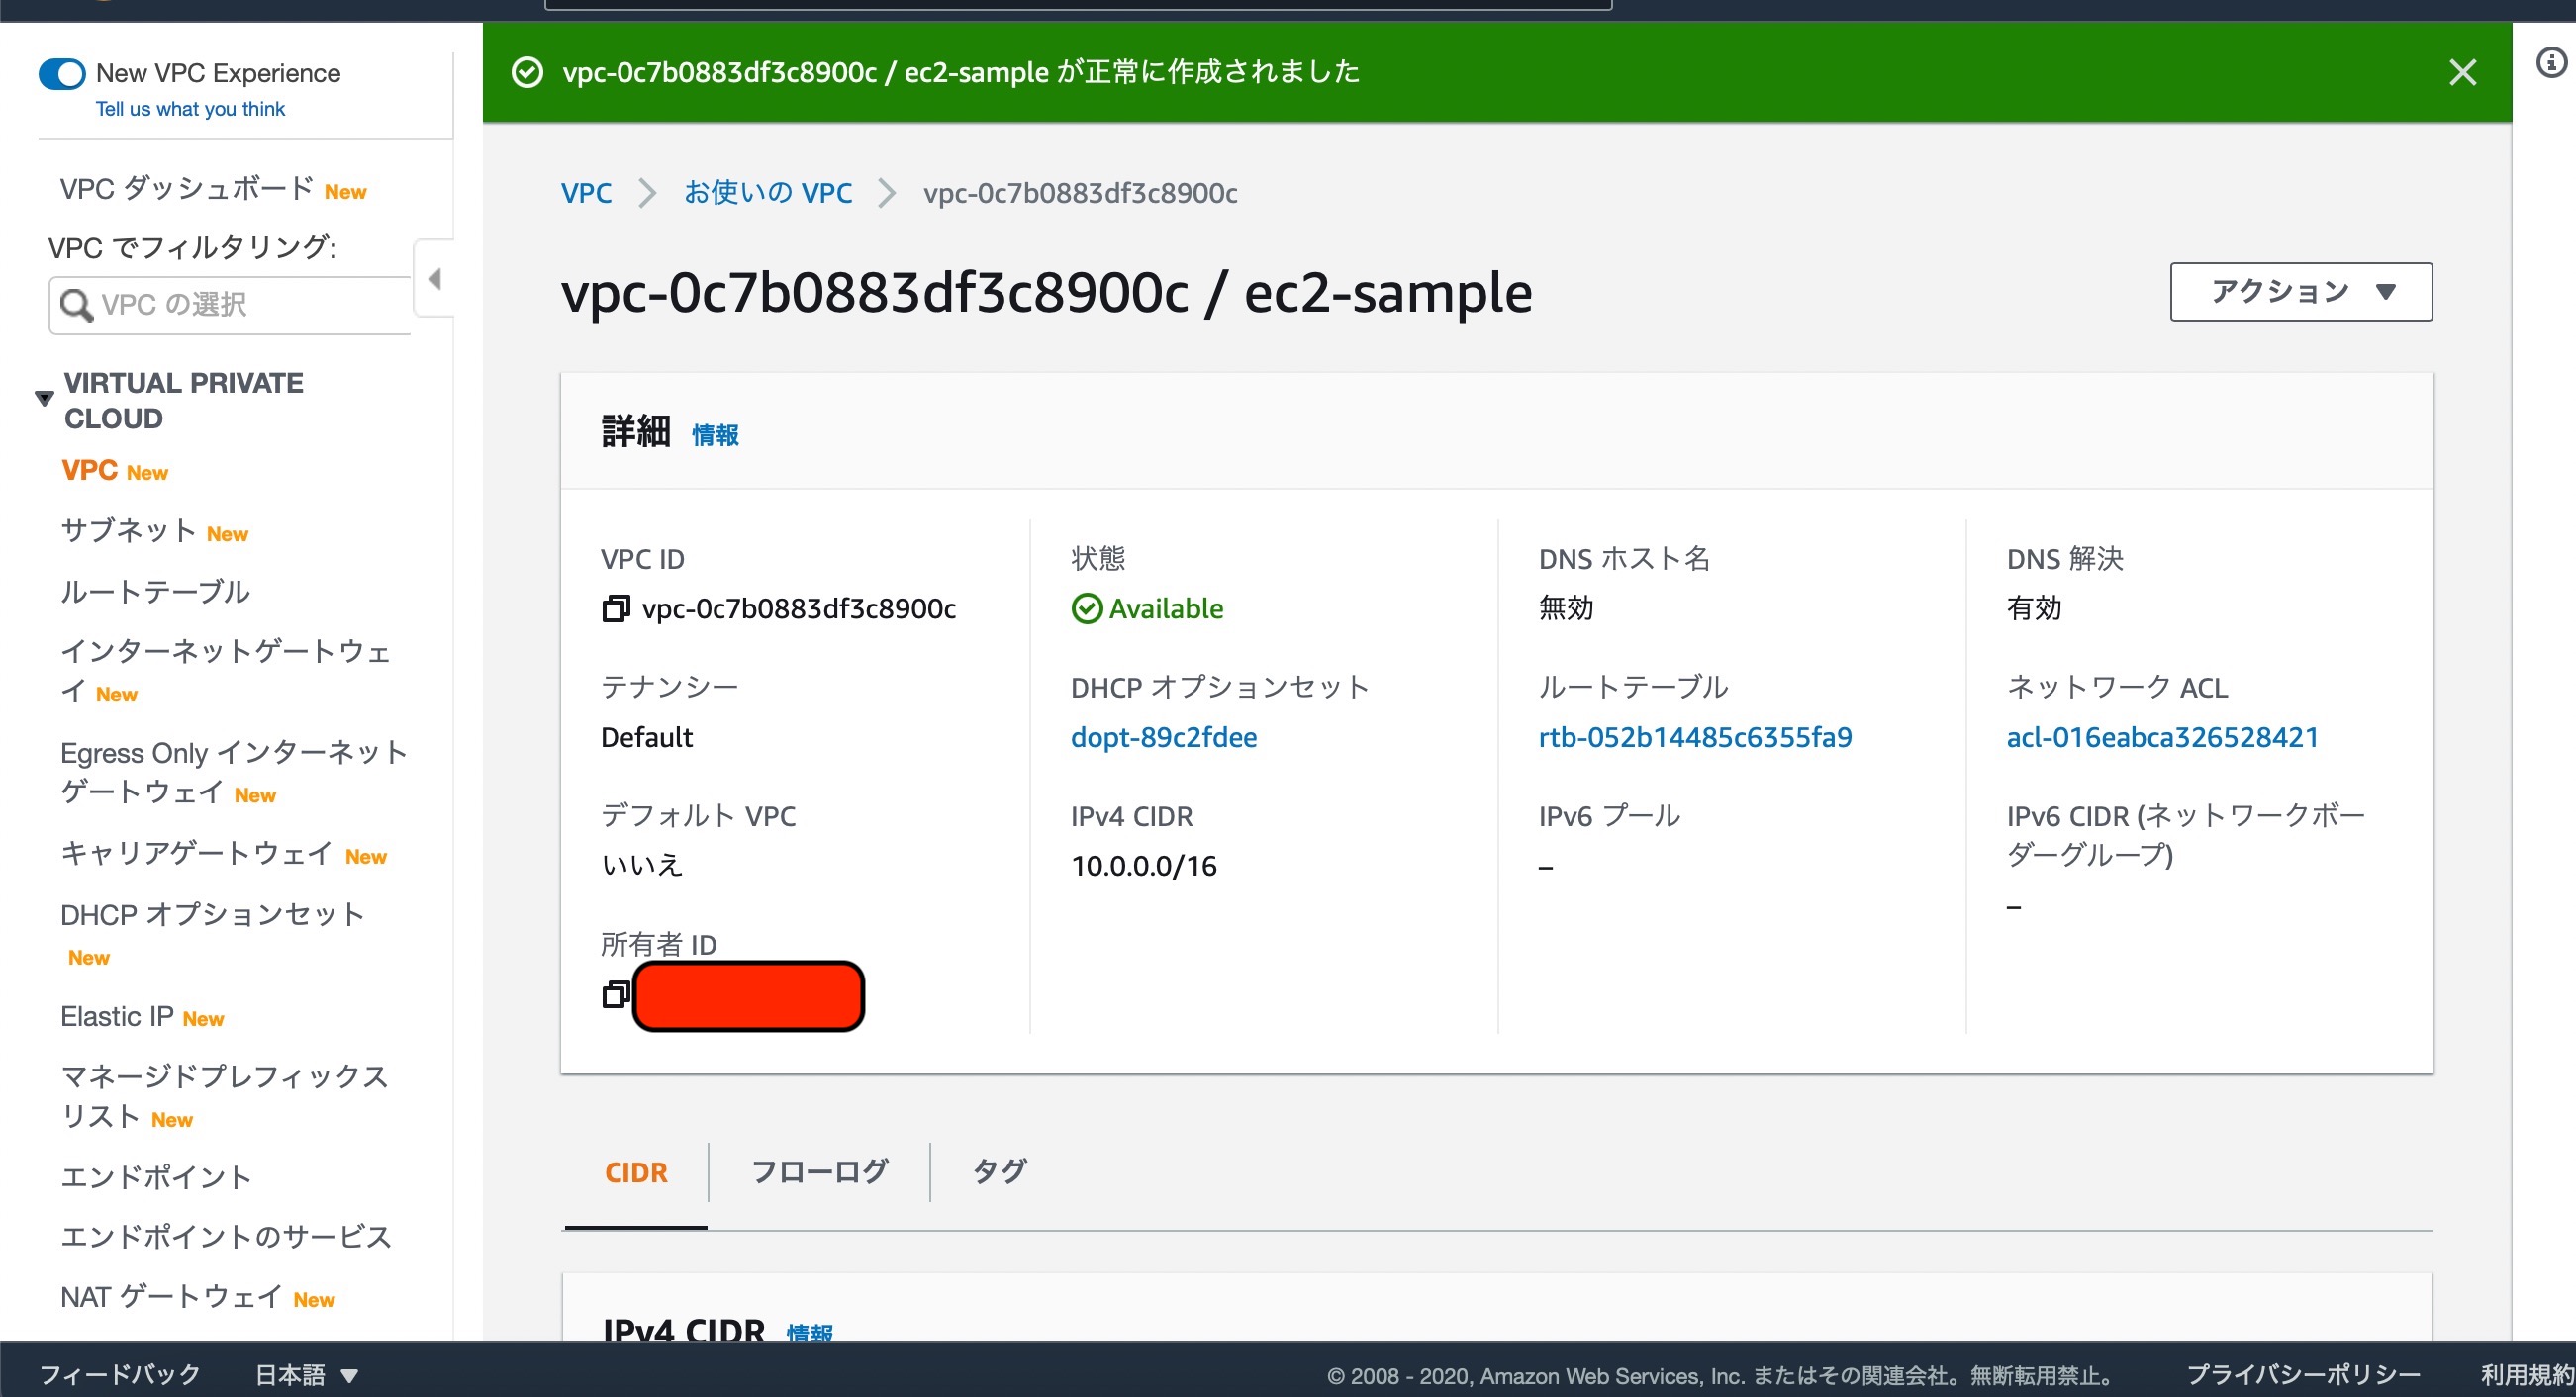 New VPC Experience
Tell us what you think
VPC ダッシュボード New
VPC でフィルタリング:
VPC の選択
VIRTUAL PRIVATE
CLOUD
VPC New
サブネット New
ルートテーブル
インターネットゲートウェ
イ New
Egress Only インターネット
ゲートウェイ New
キャリアゲートウェイ New
DHCP オプションセット
New
Elastic IP New
マネージドプレフィックス
リスト New
エンドポイント
エンドポイントのサービス
NAT ゲートウェイ New
vpc-0c7b0883df3c8900c / ec2-sample が正常に作成されました
VPC お使いの VPC vpc-0c7b0883df3c8900c
vpc-0c7b0883df3c8900c / ec2-sample
アクション
詳細 情報
VPC ID
vpc-0c7b0883df3c8900c
状態
Available
DNS ホスト名
無効
DNS 解決
有効
テナンシー
Default
DHCP オプションセット
dopt-89c2fdee
ルートテーブル
rtb-052b14485c6355fa9
ネットワーク ACL
acl-016eabca326528421
デフォルト VPC
いいえ
IPv4 CIDR
10.0.0.0/16
IPv6 プール
–
IPv6 CIDR (ネットワークボー
ダーグループ)
–
所有者 ID
CIDR フローログ タグ
IPv4 CIDR 情報
フィードバック 日本語 © 2008 - 2020, Amazon Web Services, Inc. またはその関連会社。無断転用禁止。 プライバシーポリシー 利用規約